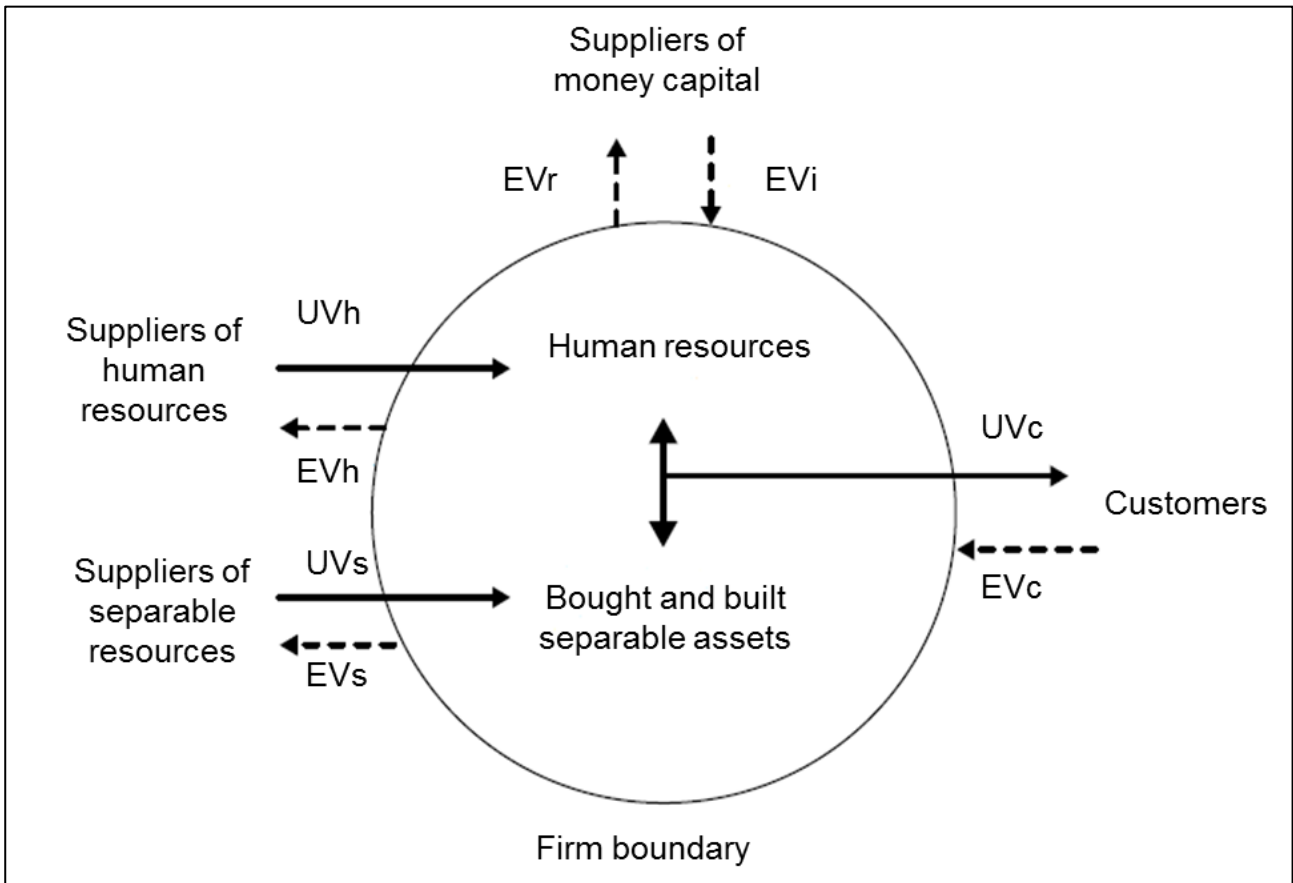 Suppliers of
money capital
EVr
EVi
UVh
Suppliers of
human
resources
Human resources
EVh
UVc
Customers
EVc
UVs
Suppliers of
separable
resources
Bought and built
separable assets
EVs
Firm boundary